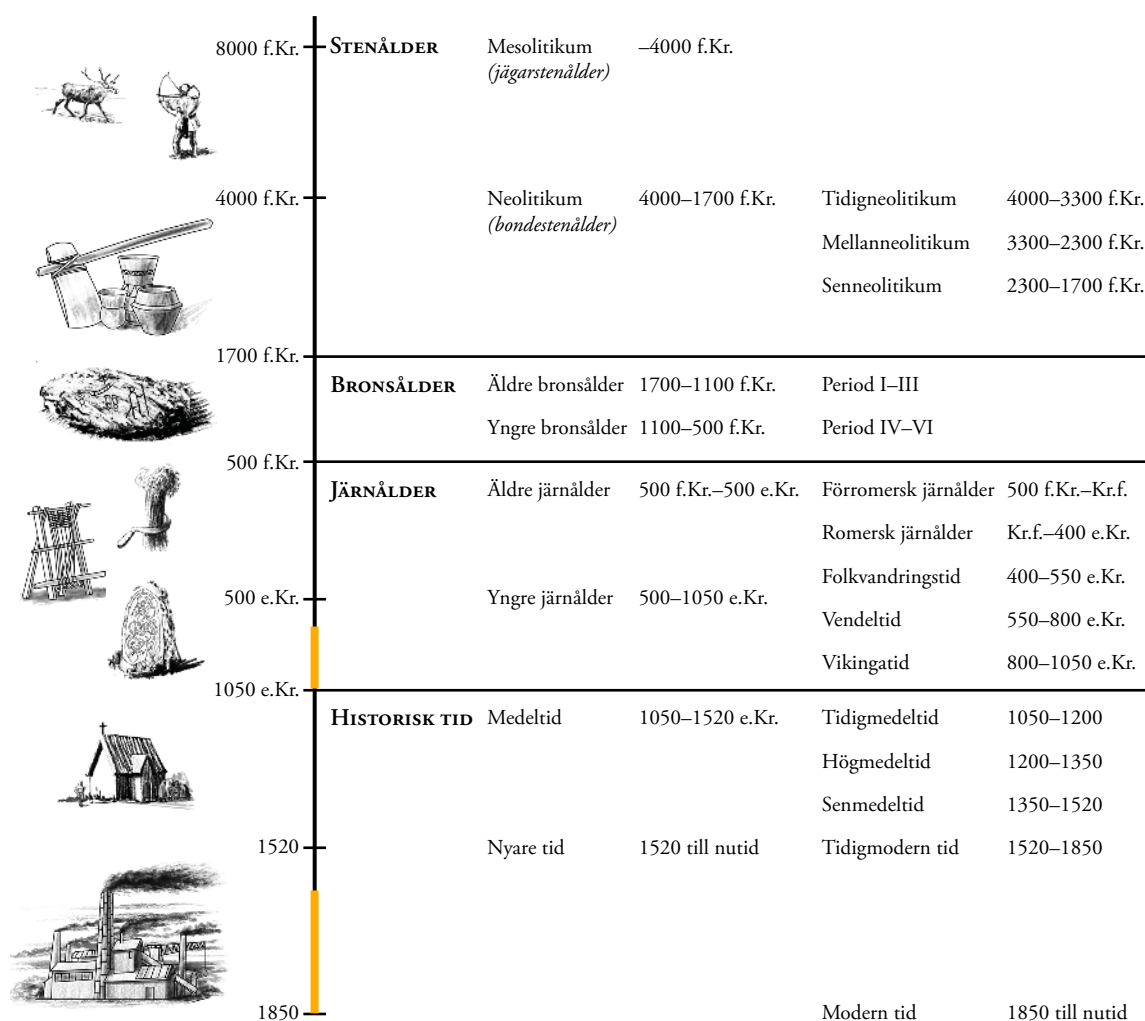 8000 f.Kr. STENÅLDER Mesolitikum –4000 f.Kr.
(jägarstenålder)
4000 f.Kr. Neolitikum 4000–1700 f.Kr. Tidigneolitikum 4000–3300 f.Kr.
(bondestenålder)
Mellanneolitikum 3300–2300 f.Kr.
Senneolitikum 2300–1700 f.Kr.
1700 f.Kr.
BRONSÅLDER Äldre bronsålder 1700–1100 f.Kr. Period I–III
Yngre bronsålder 1100–500 f.Kr. Period IV–VI
500 f.Kr.
JÄRNÅLDER Äldre järnålder 500 f.Kr.–500 e.Kr. Förromersk järnålder 500 f.Kr.–Kr.f.
Romersk järnålder Kr.f.–400 e.Kr.
Folkvandringstid 400–550 e.Kr.
500 e.Kr. Yngre järnålder 500–1050 e.Kr.
Vendeltid 550–800 e.Kr.
Vikingatid 800–1050 e.Kr.
1050 e.Kr.
HISTORISK TID Medeltid 1050–1520 e.Kr. Tidigmedeltid 1050–1200
Högmedeltid 1200–1350
Senmedeltid 1350–1520
1520 Nyare tid 1520 till nutid Tidigmodern tid 1520–1850
1850 Modern tid 1850 till nutid